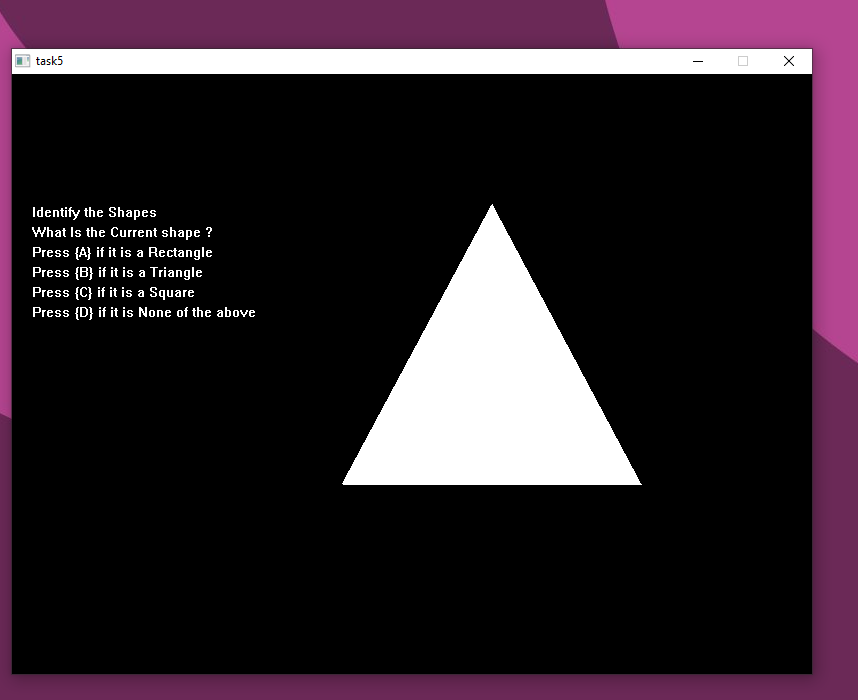 task5
Identify the Shapes
What Is the Current shape ?
Press {A} if it is a Rectangle
Press {B} if it is a Triangle
Press {C} if it is a Square
Press {D} if it is None of the above